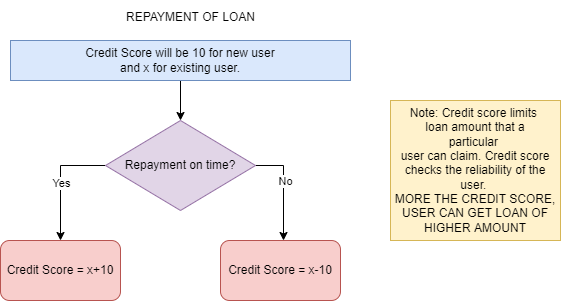 REPAYMENT OF LOAN
Credit Score will be 10 for new user
and x for existing user.
Repayment on time?
Yes
No
Credit Score = x+10
Credit Score = x-10
Note: Credit score limits
loan amount that a
particular
user can claim. Credit score
checks the reliability of the
user.
MORE THE CREDIT SCORE,
USER CAN GET LOAN OF
HIGHER AMOUNT